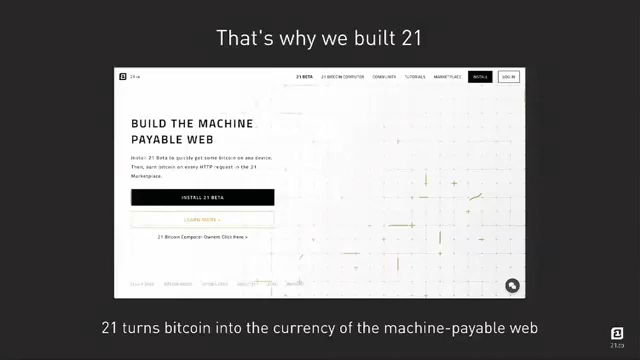 That's why we built 21
21.co
21 BETA 21 BITCOIN COMPUTER COMMUNITY TUTORIALS MARKETPLACE INSTALL LOG IN
BUILD THE MACHINE
PAYABLE WEB
Install 21 Beta to quickly get some bitcoin on any device.
Then, earn bitcoin on every HTTP request in the 21
Marketplace.
INSTALL 21 BETA
LEARN MORE >
21 Bitcoin Computer Owners Click Here >
21 turns bitcoin into the currency of the machine-payable web
21.co